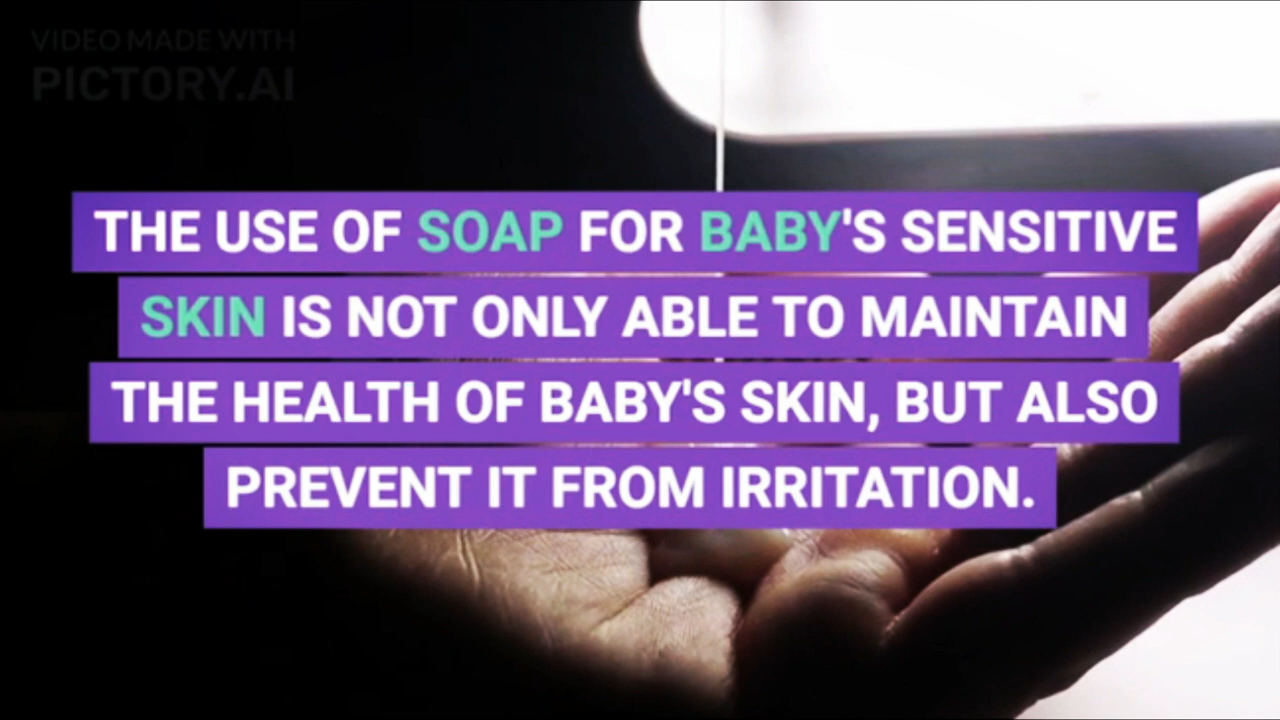 VIDEO MADE WITH
PICTORY.AI
THE USE OF SOAP FOR BABY'S SENSITIVE
SKIN IS NOT ONLY ABLE TO MAINTAIN
THE HEALTH OF BABY'S SKIN, BUT ALSO
PREVENT IT FROM IRRITATION.